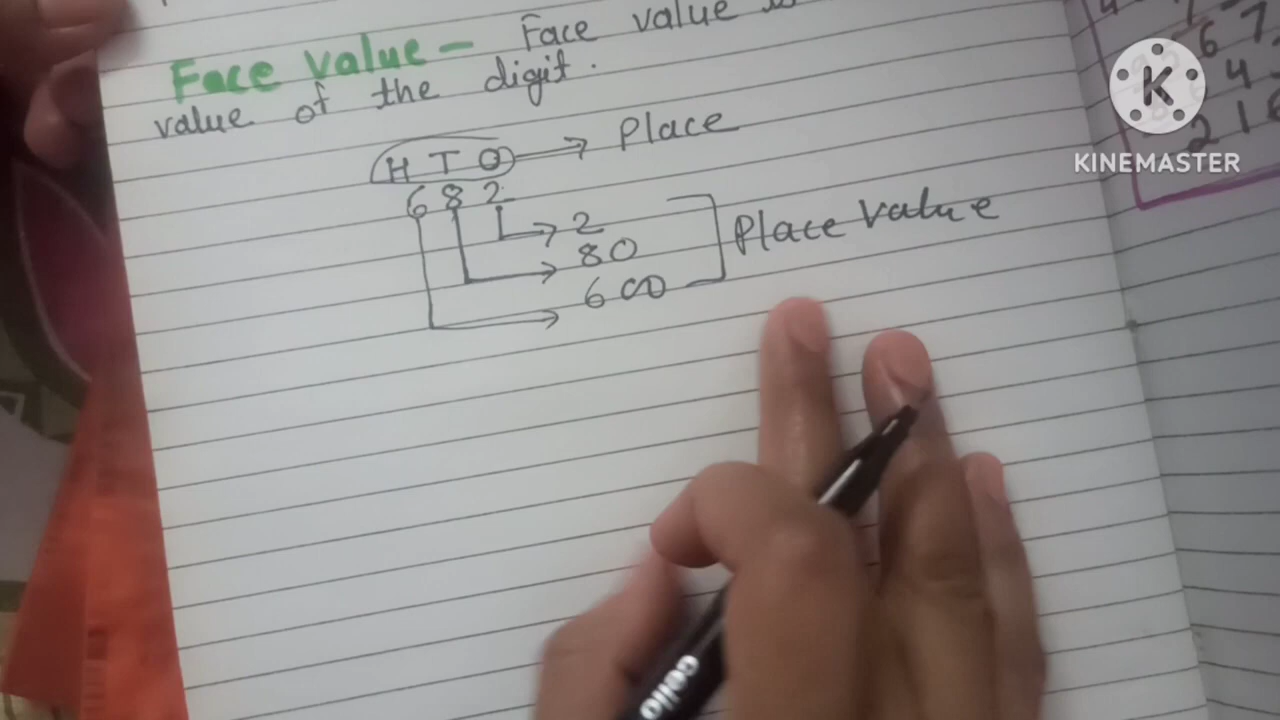 Face value - Face value is
value of the digit.
H T O → Place
6 8 2
2
80
600
Place value
K
KINEMASTER
cello